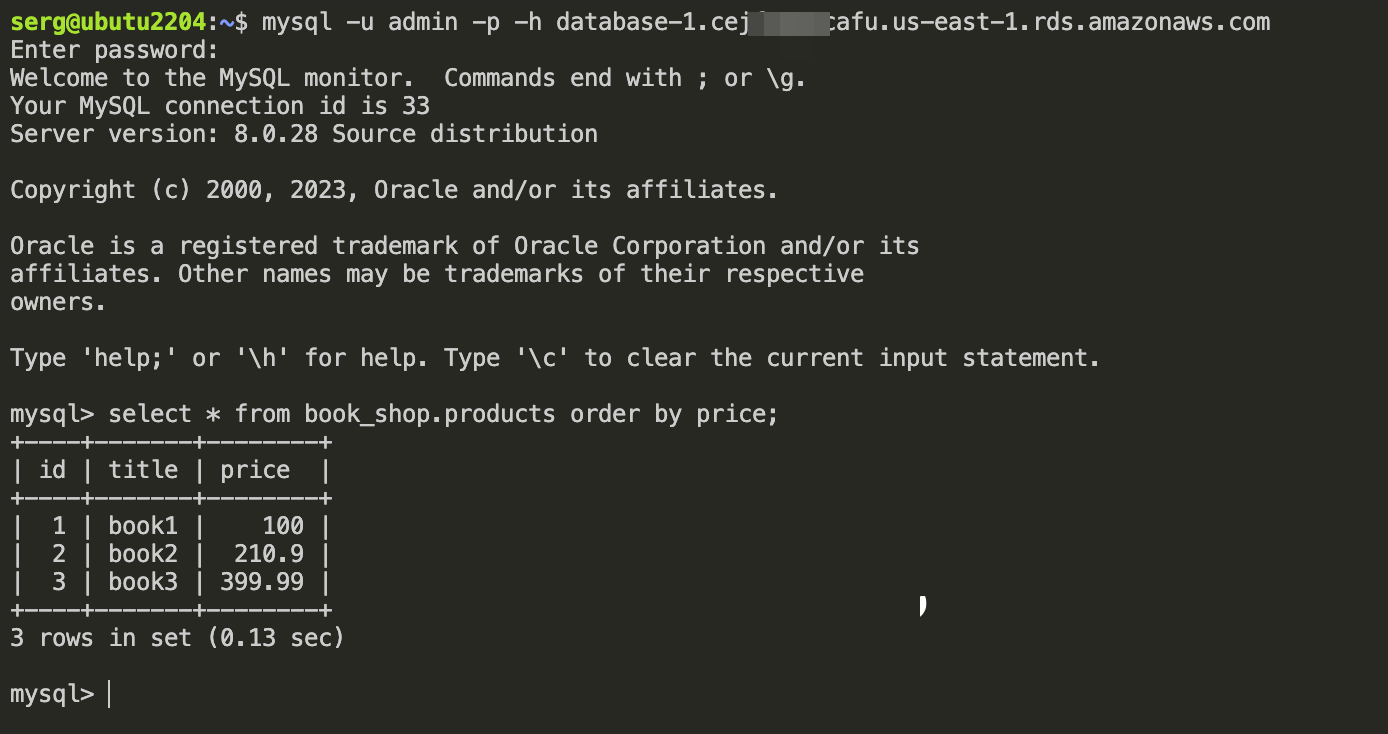 serg@ubutu2204:~$ mysql -u admin -p -h database-1.cej cafu.us-east-1.rds.amazonaws.com
Enter password:
Welcome to the MySQL monitor.  Commands end with ; or \g.
Your MySQL connection id is 33
Server version: 8.0.28 Source distribution
Copyright (c) 2000, 2023, Oracle and/or its affiliates.
Oracle is a registered trademark of Oracle Corporation and/or its
affiliates. Other names may be trademarks of their respective
owners.
Type 'help;' or '\h' for help. Type '\c' to clear the current input statement.
mysql> select * from book_shop.products order by price;
+----+-------+--------+
| id | title | price  |
+----+-------+--------+
|  1 | book1 |    100 |
|  2 | book2 |  210.9 |
|  3 | book3 | 399.99 |
+----+-------+--------+
3 rows in set (0.13 sec)
mysql>